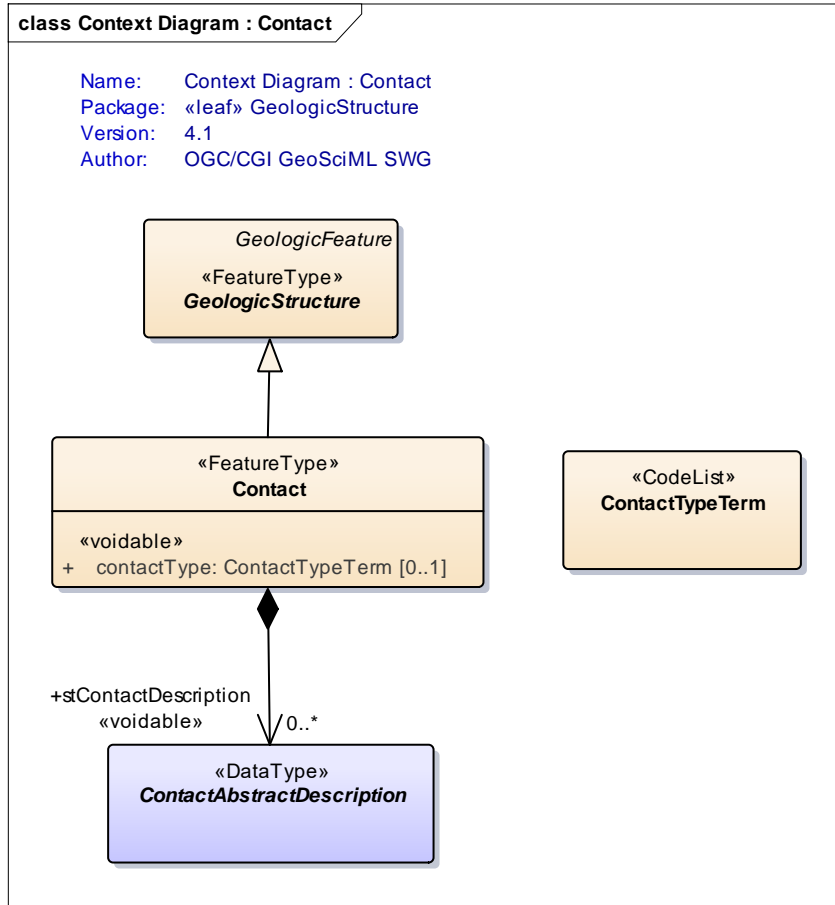 class Context Diagram : Contact
Name: Context Diagram : Contact
Package: «leaf» GeologicStructure
Version: 4.1
Author: OGC/CGI GeoSciML SWG
GeologicFeature
«FeatureType»
GeologicStructure
«FeatureType»
Contact
«voidable»
+ contactType: ContactTypeTerm [0..1]
«CodeList»
ContactTypeTerm
+stContactDescription
«voidable» 0..*
«DataType»
ContactAbstractDescription